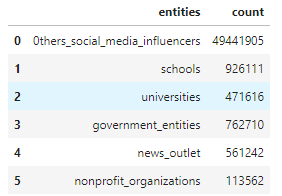 entities count
0 0thers_social_media_influencers 49441905
1 schools 926111
2 universities 471616
3 government_entities 762710
4 news_outlet 561242
5 nonprofit_organizations 113562